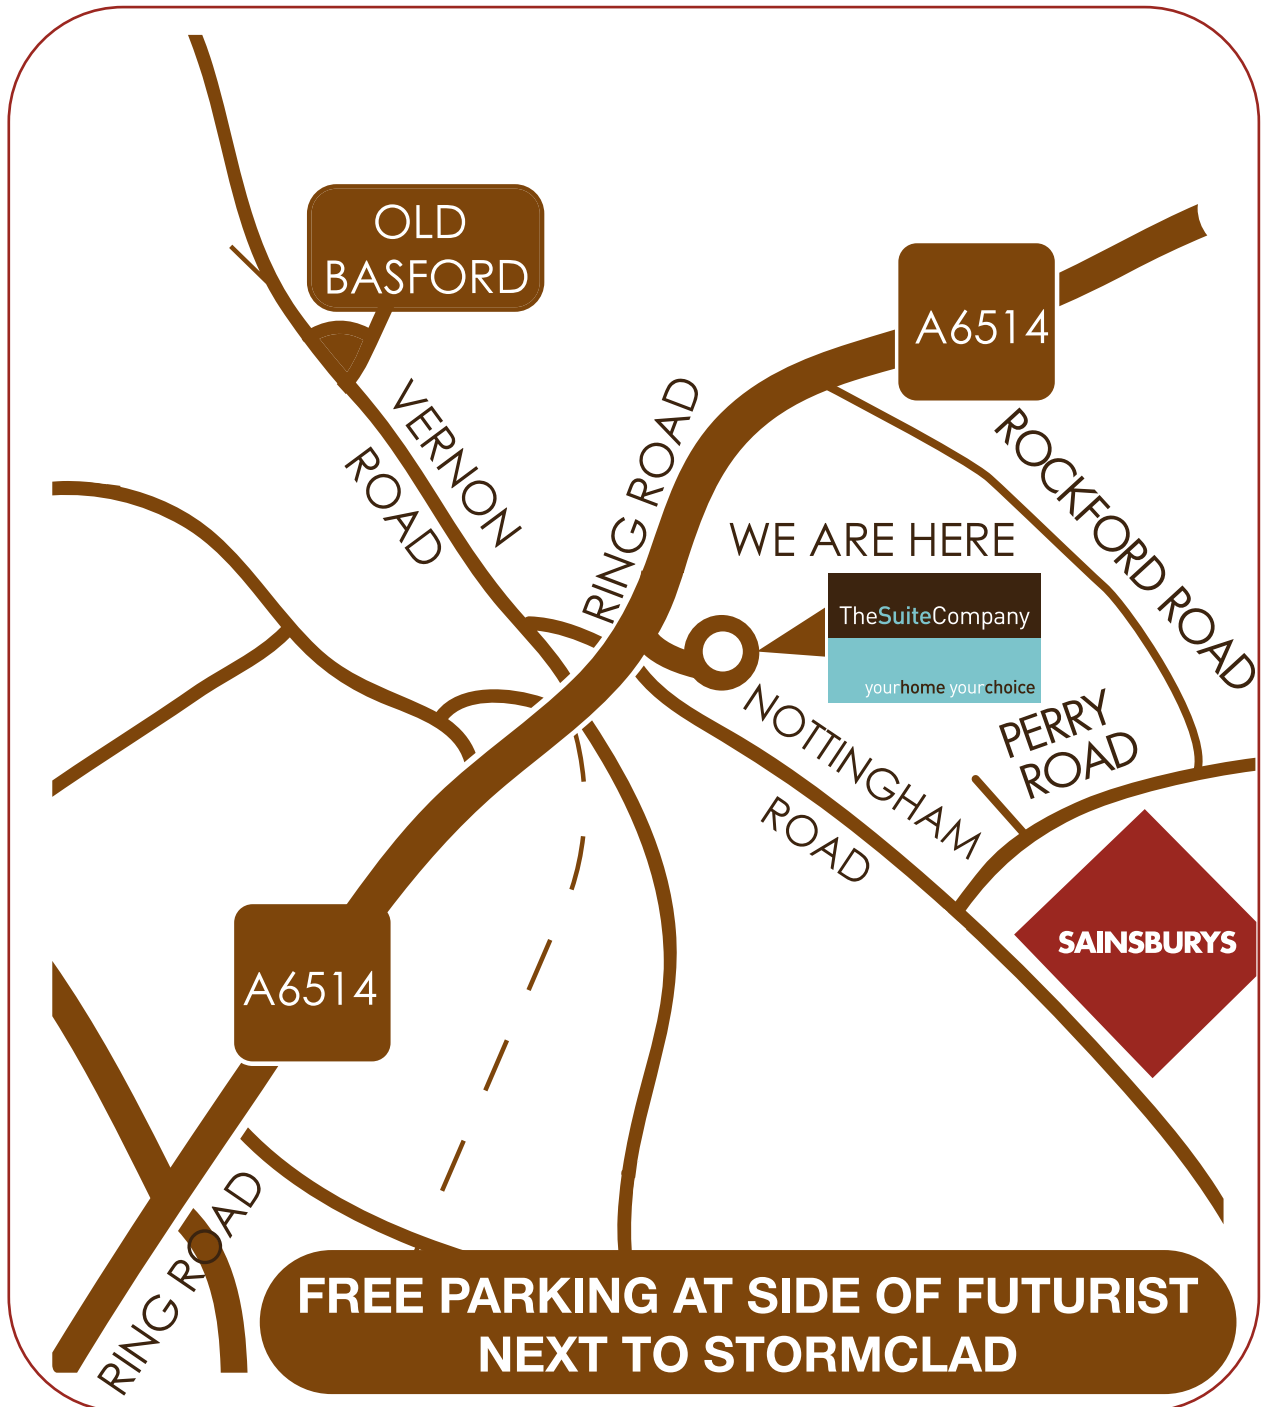 OLD
BASFORD
A6514
VERNON
ROAD
RING ROAD
ROCKFORD ROAD
WE ARE HERE
TheSuiteCompany
yourhome yourchoice
NOTTINGHAM
ROAD
PERRY
ROAD
SAINSBURYS
A6514
RING ROAD
FREE PARKING AT SIDE OF FUTURIST
NEXT TO STORMCLAD